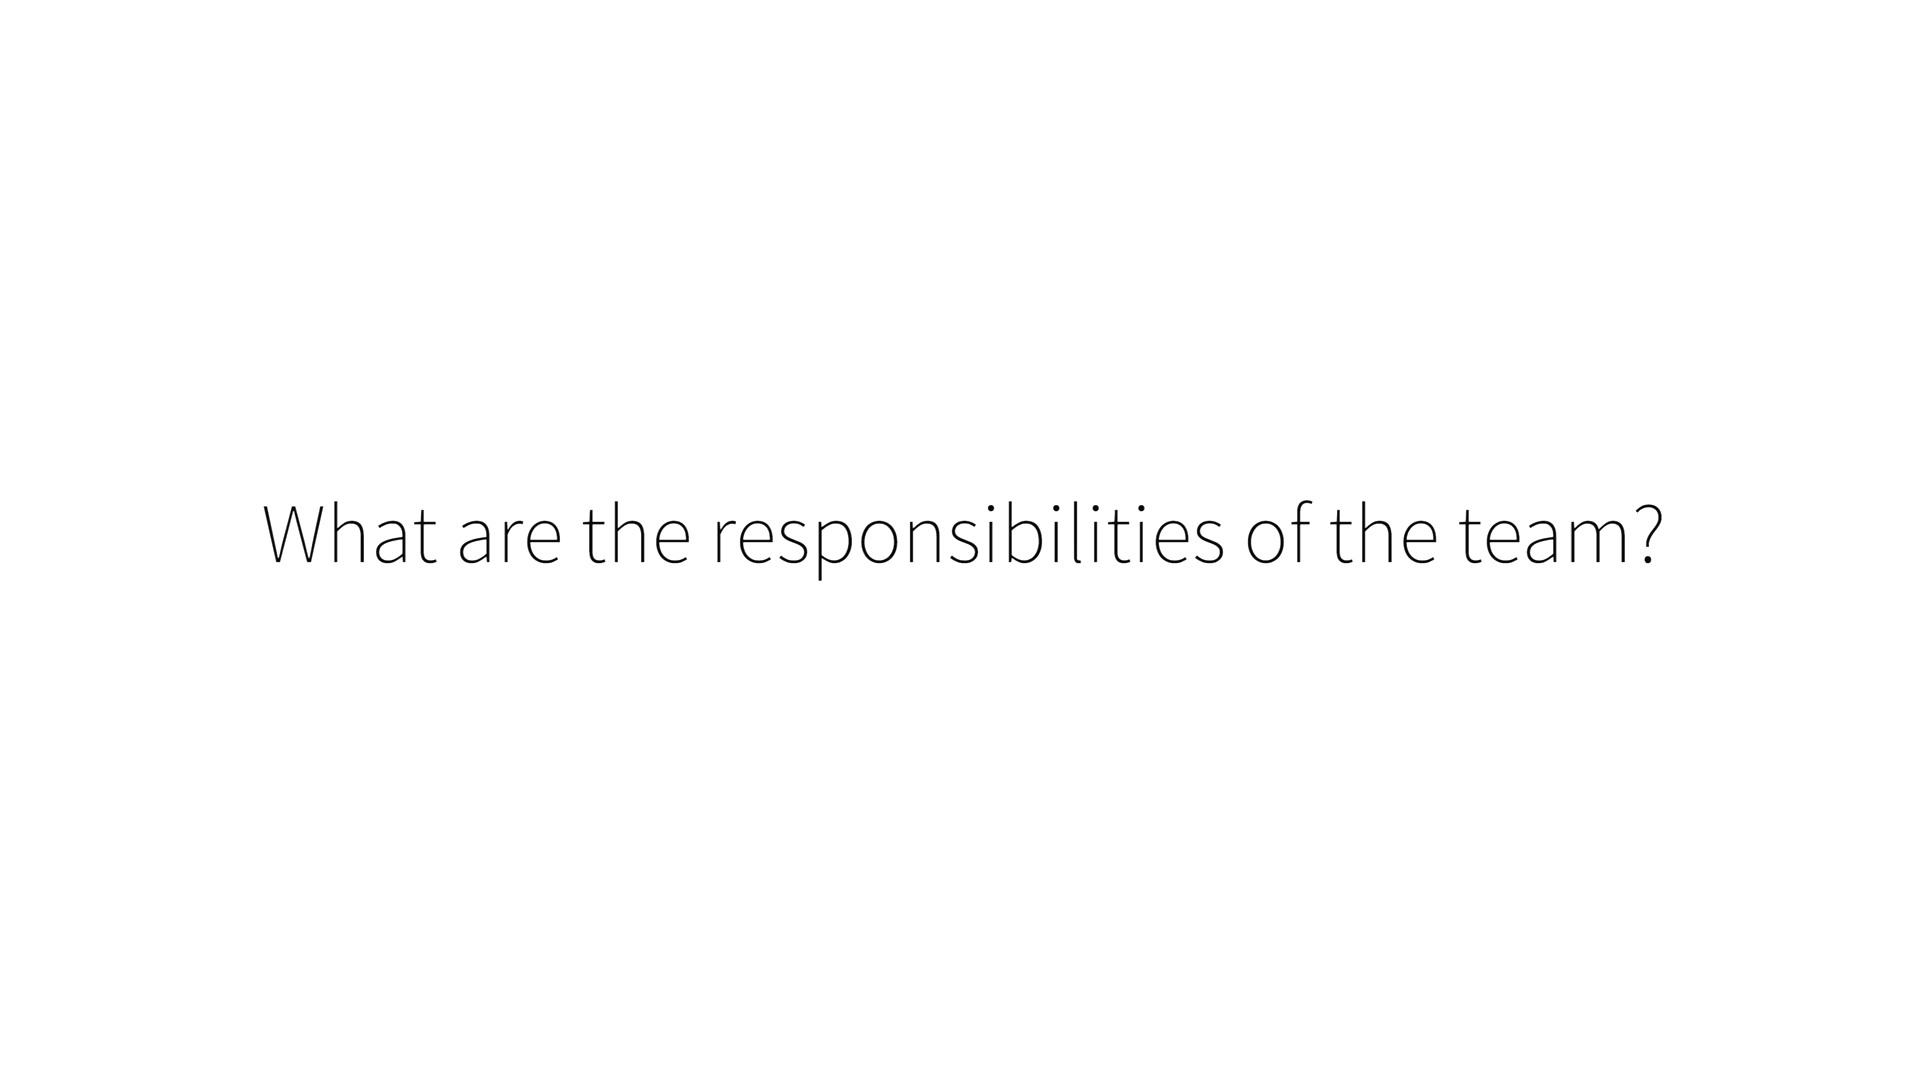 What are the responsibilities of the team?